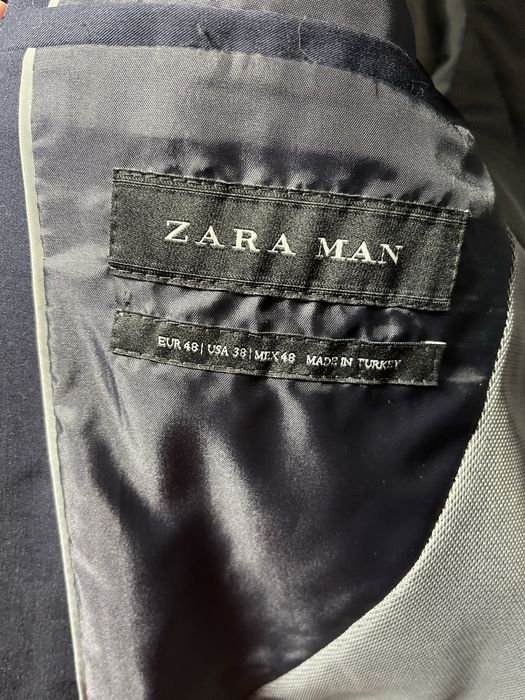 ZARA MAN
EUR 48 | USA 38 | MEX 48 MADE IN TURKEY